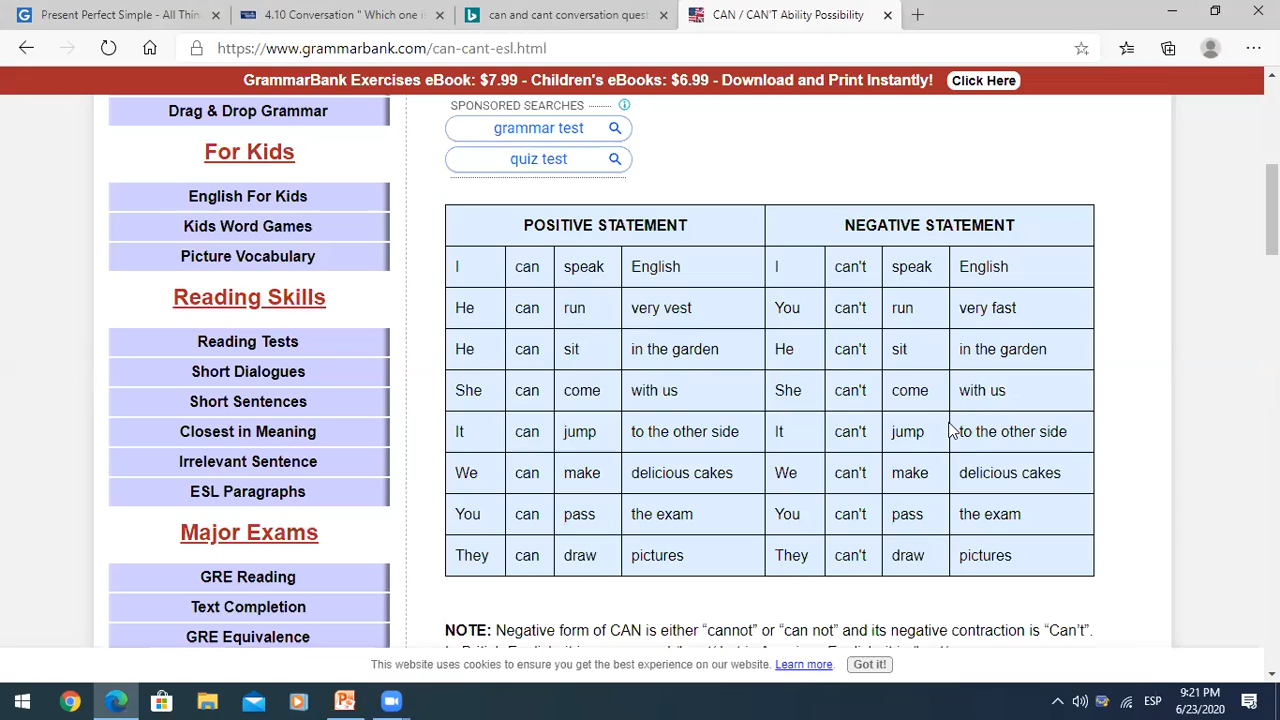 Present Perfect Simple - All Thin
4.10 Conversation " Which one is
can and cant conversation quest
CAN / CAN'T Ability Possibility
https://www.grammarbank.com/can-cant-esl.html
GrammarBank Exercises eBook: $7.99 - Children's eBooks: $6.99 - Download and Print Instantly! Click Here
Drag & Drop Grammar
For Kids
English For Kids
Kids Word Games
Picture Vocabulary
Reading Skills
Reading Tests
Short Dialogues
Short Sentences
Closest in Meaning
Irrelevant Sentence
ESL Paragraphs
Major Exams
GRE Reading
Text Completion
GRE Equivalence
SPONSORED SEARCHES
grammar test
quiz test
POSITIVE STATEMENT NEGATIVE STATEMENT
I can speak English I can't speak English
He can run very vest You can't run very fast
He can sit in the garden He can't sit in the garden
She can come with us She can't come with us
It can jump to the other side It can't jump to the other side
We can make delicious cakes We can't make delicious cakes
You can pass the exam You can't pass the exam
They can draw pictures They can't draw pictures
NOTE: Negative form of CAN is either “cannot” or “can not” and its negative contraction is “Can’t”.
This website uses cookies to ensure you get the best experience on our website. Learn more. Got it!
ESP
9:21 PM
6/23/2020